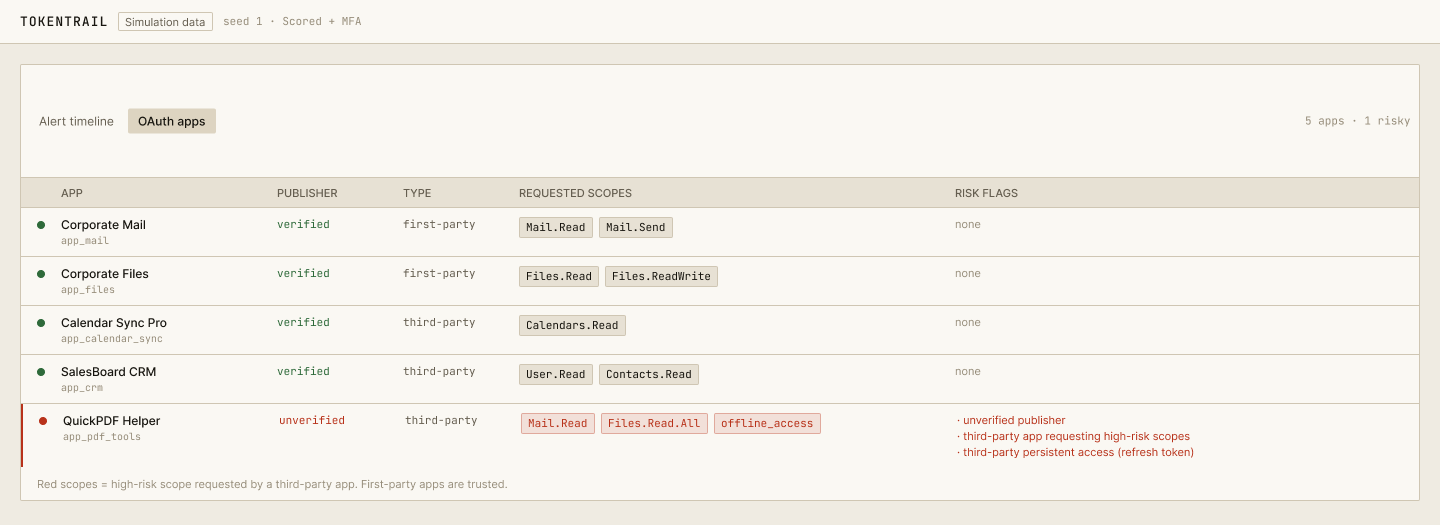 TOKENTRAIL Simulation data seed 1 · Scored + MFA
Alert timeline OAuth apps 5 apps · 1 risky
APP PUBLISHER TYPE REQUESTED SCOPES RISK FLAGS
Corporate Mail verified first-party Mail.Read Mail.Send none
app_mail
Corporate Files verified first-party Files.Read Files.ReadWrite none
app_files
Calendar Sync Pro verified third-party Calendars.Read none
app_calendar_sync
SalesBoard CRM verified third-party User.Read Contacts.Read none
app_crm
QuickPDF Helper unverified third-party Mail.Read Files.Read.All offline_access · unverified publisher
app_pdf_tools · third-party app requesting high-risk scopes
· third-party persistent access (refresh token)
Red scopes = high-risk scope requested by a third-party app. First-party apps are trusted.